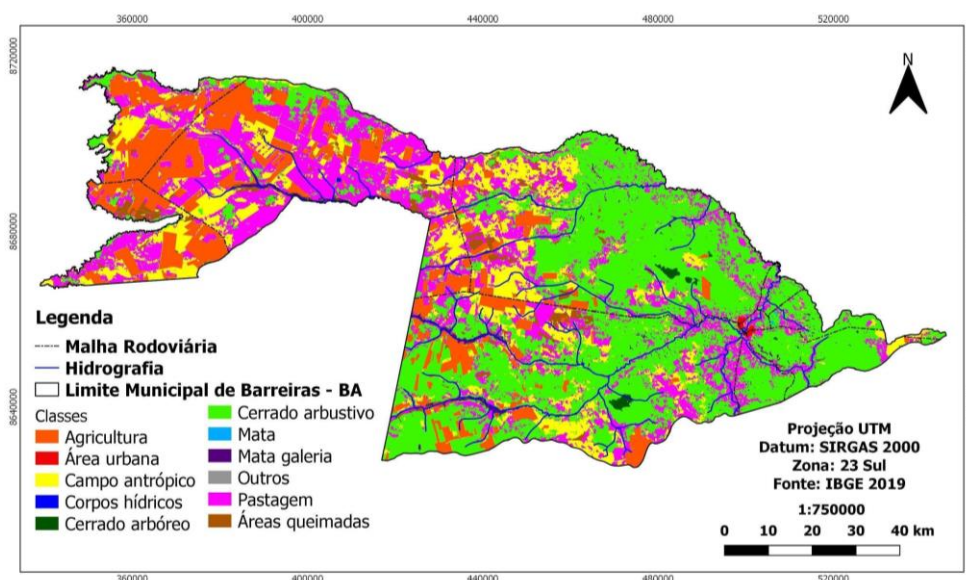 360000 400000 440000 480000 520000
8720000
8680000
8640000
N
Legenda
Malha Rodoviária
Hidrografia
Limite Municipal de Barreiras - BA
Classes
Agricultura
Área urbana
Campo antrópico
Corpos hídricos
Cerrado arbóreo
Cerrado arbustivo
Mata
Mata galeria
Outros
Pastagem
Áreas queimadas
Projeção UTM
Datum: SIRGAS 2000
Zona: 23 Sul
Fonte: IBGE 2019
1:750000
0 10 20 30 40 km
360000 400000 440000 480000 520000